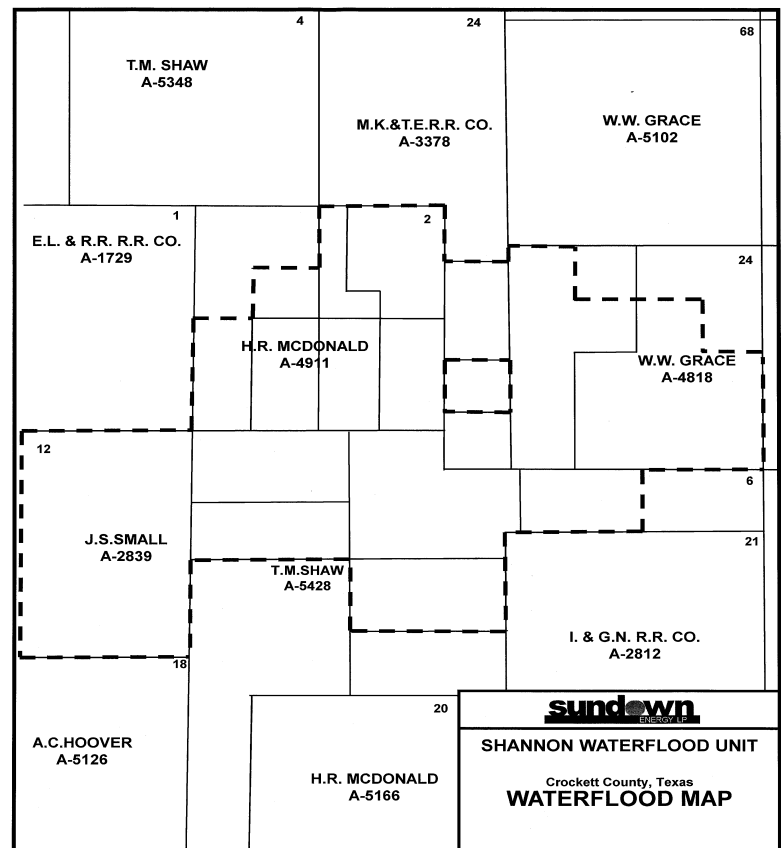 4
24
68
T.M. SHAW
A-5348
M.K.&T.E.R.R. CO.
A-3378
W.W. GRACE
A-5102
1
2
E.L. & R.R. R.R. CO.
A-1729
24
H.R. MCDONALD
A-4911
W.W. GRACE
A-4818
12
6
J.S.SMALL
A-2839
21
T.M.SHAW
A-5428
I. & G.N. R.R. CO.
A-2812
18
20
A.C.HOOVER
A-5126
H.R. MCDONALD
A-5166
sundown
ENERGY LP
SHANNON WATERFLOOD UNIT
Crockett County, Texas
WATERFLOOD MAP